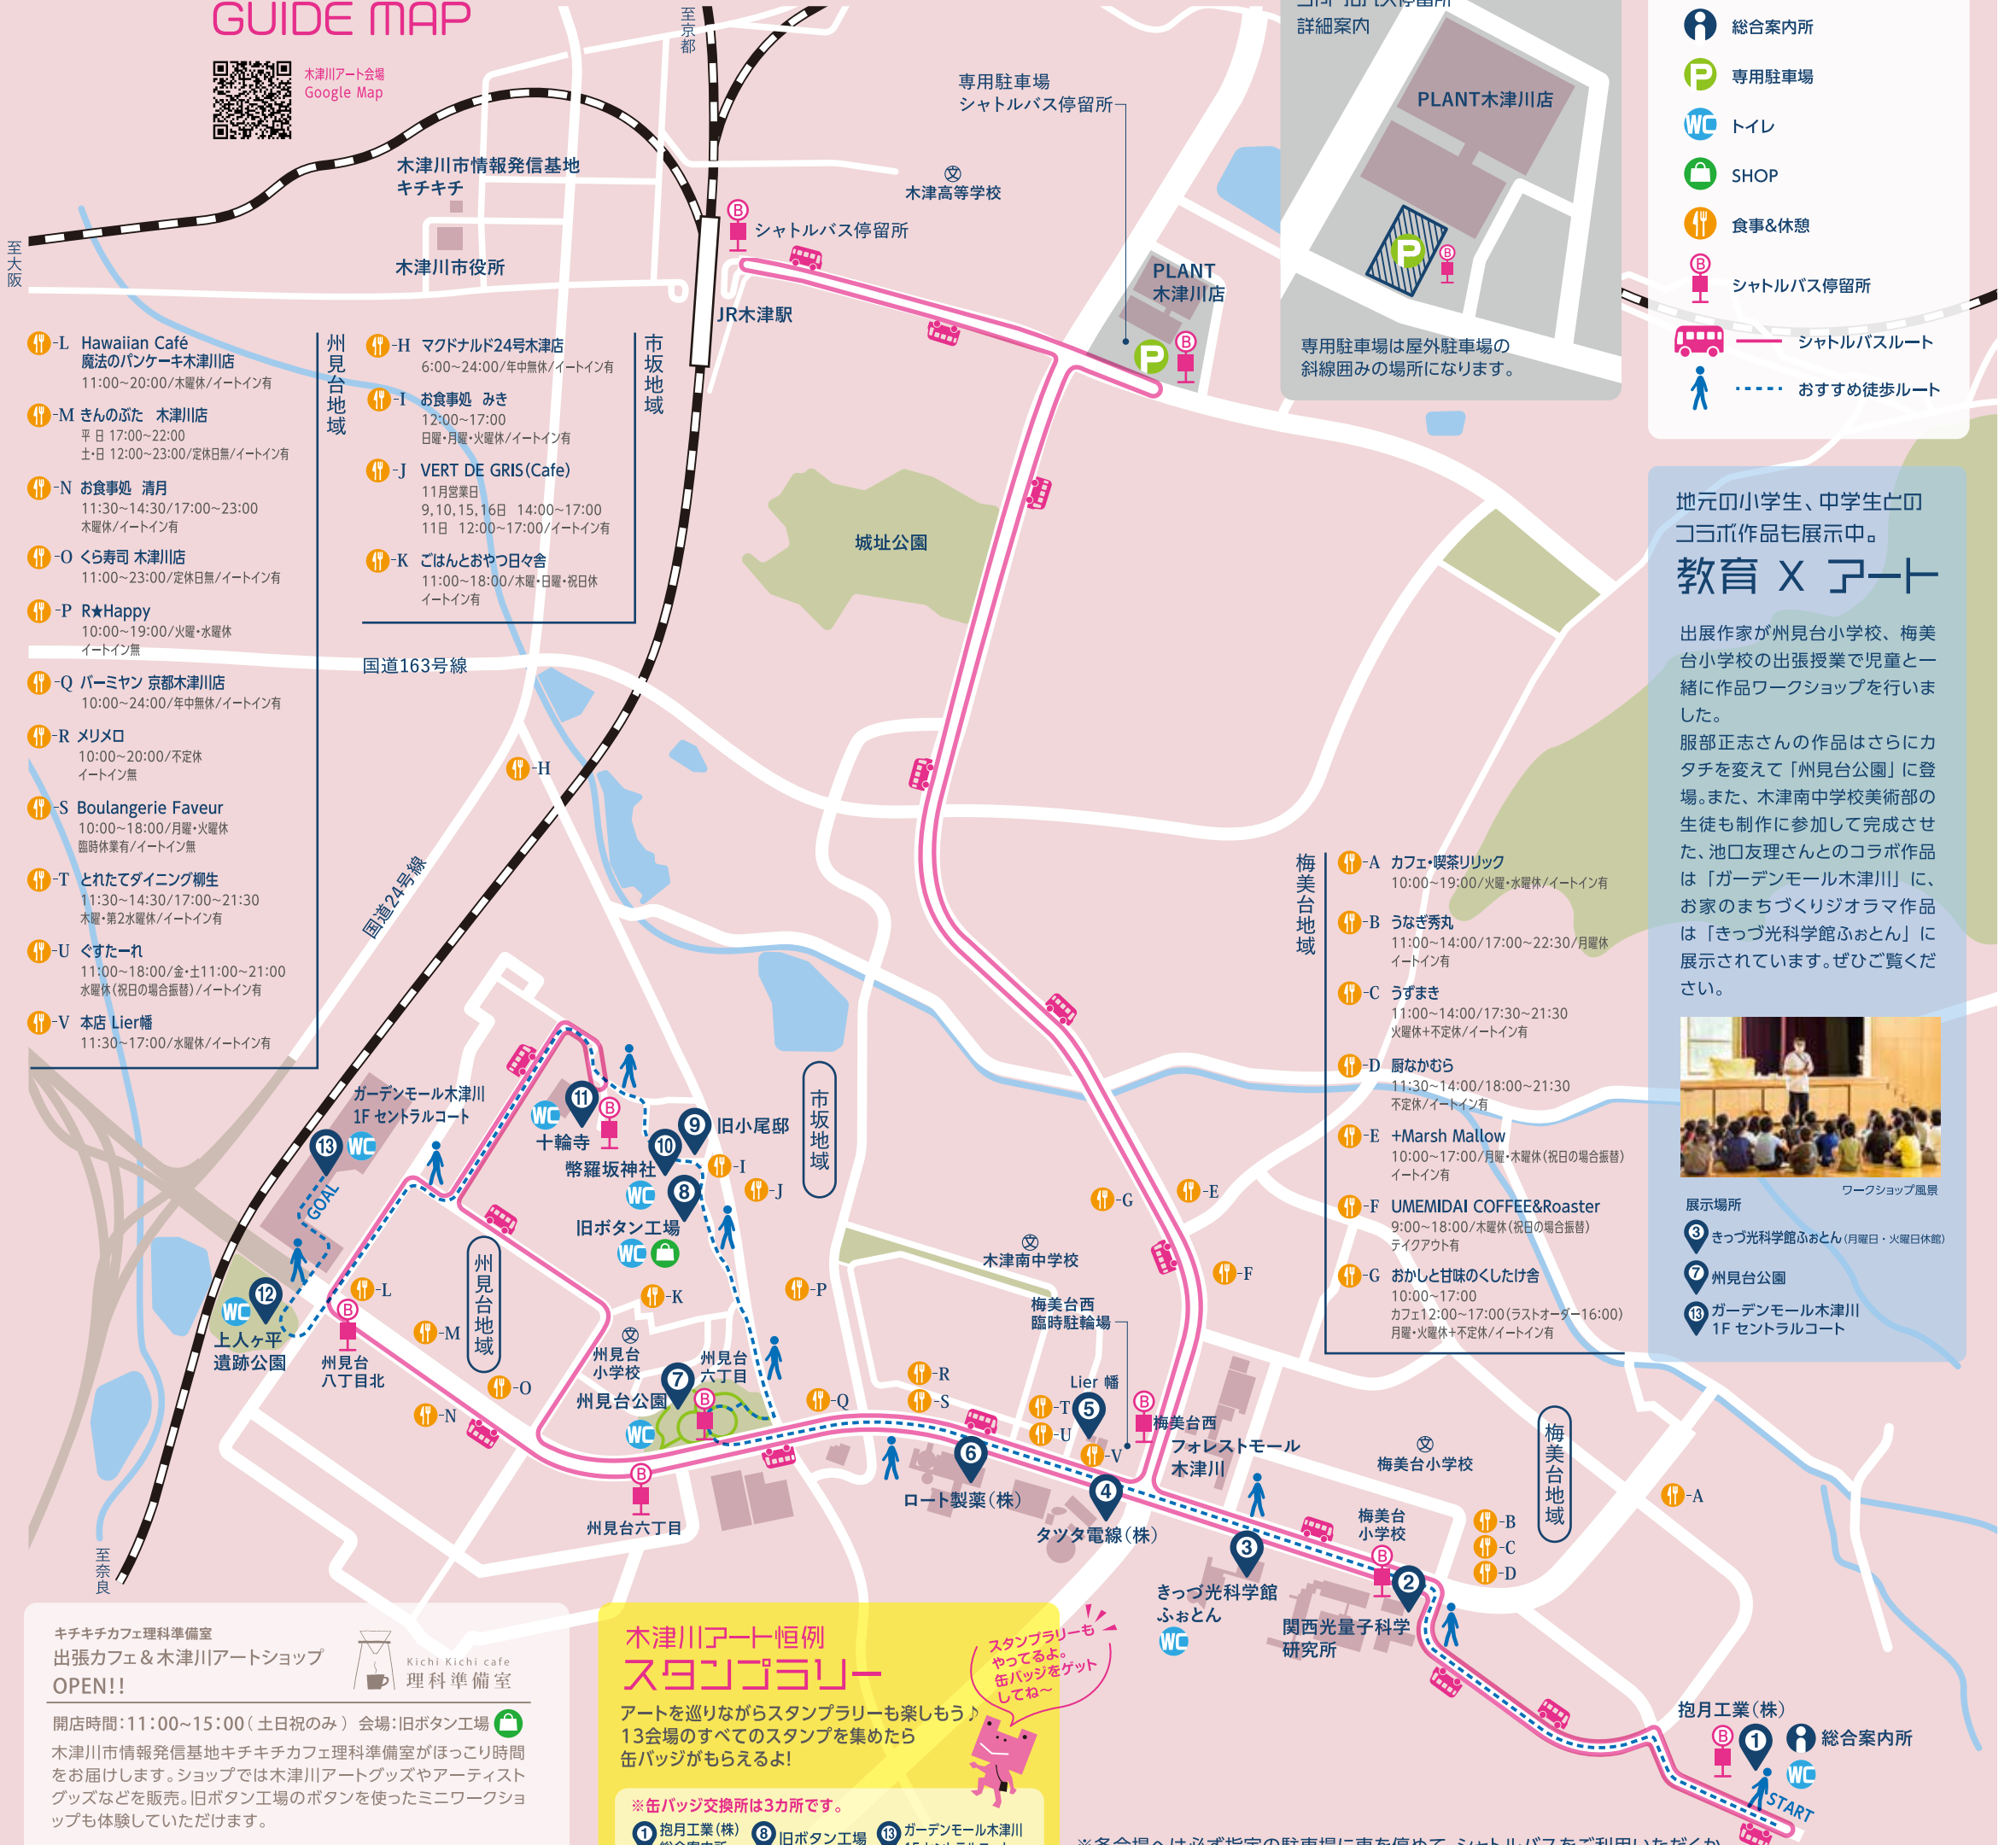 GUIDE MAP
木津川アート会場
Google Map
至京都
至大阪
至奈良
木津川市情報発信基地
キチキチ
木津川市役所
シャトルバス停留所
JR木津駅
文
木津高等学校
専用駐車場
シャトルバス停留所
PLANT
木津川店
詳細案内
PLANT木津川店
専用駐車場は屋外駐車場の
斜線囲みの場所になります。
総合案内所
専用駐車場
トイレ
SHOP
食事&休憩
シャトルバス停留所
シャトルバスルート
おすすめ徒歩ルート
州見台地域
-L Hawaiian Café
魔法のパンケーキ木津川店
11:00~20:00/木曜休/イートイン有
-M きんのぶた 木津川店
平 日 17:00~22:00
土・日 12:00~23:00/定休日無/イートイン有
-N お食事処 清月
11:30~14:30/17:00~23:00
木曜休/イートイン有
-O くら寿司 木津川店
11:00~23:00/定休日無/イートイン有
-P R★Happy
10:00~19:00/火曜・水曜休
イートイン無
-Q バーミヤン 京都木津川店
10:00~24:00/年中無休/イートイン有
-R メリメロ
10:00~20:00/不定休
イートイン無
-S Boulangerie Faveur
10:00~18:00/月曜・火曜休
臨時休業有/イートイン無
-T とれたてダイニング柳生
11:30~14:30/17:00~21:30
木曜・第2水曜休/イートイン有
-U ぐすたーれ
11:00~18:00/金・土11:00~21:00
水曜休(祝日の場合振替)/イートイン有
-V 本店 Lier幡
11:30~17:00/水曜休/イートイン有
市坂地域
-H マクドナルド24号木津店
6:00~24:00/年中無休/イートイン有
-I お食事処 みき
12:00~17:00
日曜・月曜・火曜休/イートイン有
-J VERT DE GRIS(Cafe)
11月営業日
9,10,15,16日 14:00~17:00
11日 12:00~17:00/イートイン有
-K ごはんとおやつ日々舎
11:00~18:00/木曜・日曜・祝日休
イートイン有
城址公園
国道163号線
-H
国道24号線
地元の小学生、中学生との
コラボ作品も展示中。
教育 X アート
出展作家が州見台小学校、梅美
台小学校の出張授業で児童と一
緒に作品ワークショップを行いま
した。
服部正志さんの作品はさらにカ
タチを変えて「州見台公園」に登
場。また、木津南中学校美術部の
生徒も制作に参加して完成させ
た、池口友理さんとのコラボ作品
は「ガーデンモール木津川」に、
お家のまちづくりジオラマ作品
は「きっづ光科学館ふぉとん」に
展示されています。ぜひご覧くだ
さい。
ワークショップ風景
展示場所
3 きっづ光科学館ふぉとん(月曜日・火曜日休館)
7 州見台公園
13 ガーデンモール木津川
1F セントラルコート
梅美台地域
-A カフェ・喫茶リリック
10:00~19:00/火曜・水曜休/イートイン有
-B うなぎ秀丸
11:00~14:00/17:00~22:30/月曜休
イートイン有
-C うずまき
11:00~14:00/17:30~21:30
火曜休+不定休/イートイン有
-D 厨なかむら
11:30~14:00/18:00~21:30
不定休/イートイン有
-E +Marsh Mallow
10:00~17:00/月曜・木曜休(祝日の場合振替)
イートイン有
-F UMEMIDAI COFFEE&Roaster
9:00~18:00/木曜休(祝日の場合振替)
テイクアウト有
-G おかしと甘味のくしたけ舎
10:00~17:00
カフェ12:00~17:00(ラストオーダー16:00)
月曜・火曜休+不定休/イートイン有
ガーデンモール木津川
1F セントラルコート
13 WC
GOAL
11
WC
B
十輪寺
9 旧小尾邸
10
幣羅坂神社
WC
8
旧ボタン工場
WC
-I
-J
市坂地域
-G
-E
-F
文
木津南中学校
12
WC
上人ヶ平
遺跡公園
-L
B
州見台
八丁目北
-M
-N
-O
州見台地域
-K
-P
文
州見台
小学校
州見台
六丁目
7
州見台公園
WC
B
B
州見台六丁目
-Q
-R
-S
梅美台西
臨時駐輪場
Lier 幡
5
-T
-U
-V
B
梅美台西
フォレストモール
木津川
6
ロート製薬(株)
4
タツタ電線(株)
文
梅美台小学校
梅美台地域
-A
-B
-C
-D
梅美台
小学校
B
3
きっづ光科学館
ふぉとん
WC
2
関西光量子科学
研究所
抱月工業(株)
B
1
総合案内所
WC
START
キチキチカフェ理科準備室
出張カフェ&木津川アートショップ
OPEN!!
Kichi Kichi cafe
理科準備室
開店時間:11:00~15:00(土日祝のみ) 会場:旧ボタン工場
木津川市情報発信基地キチキチカフェ理科準備室がほっこり時間
をお届けします。ショップでは木津川アートグッズやアーティスト
グッズなどを販売。旧ボタン工場のボタンを使ったミニワークショ
ップも体験していただけます。
木津川アート恒例
スタンプラリー
アートを巡りながらスタンプラリーも楽しもう♪
13会場のすべてのスタンプを集めたら
缶バッジがもらえるよ!
スタンプラリーも
やってるよ。
缶バッジをゲット
してね~
※缶バッジ交換所は3カ所です。
1 抱月工業(株)
8 旧ボタン工場
13 ガーデンモール木津川